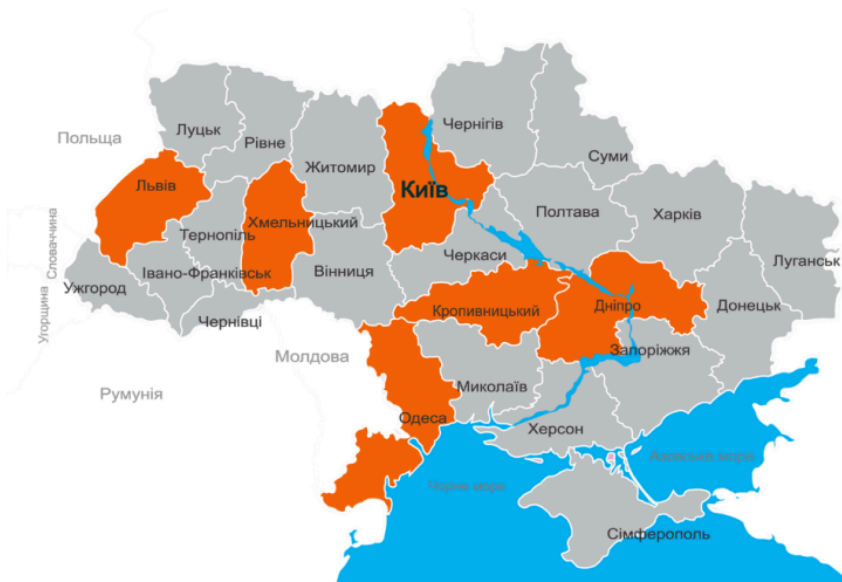 Чернігів
Луцьк
Польща
Рівне
Суми
Житомир
Львів
Київ
Хмельницький
Полтава
Харків
Тернопіль
Черкаси
Словаччина
Івано-Франківськ
Вінниця
Луганськ
Ужгород
Угорщина
Кропивницький
Дніпро
Донецьк
Чернівці
Молдова
Запоріжжя
Румунія
Миколаїв
Одеса
Херсон
Азовське море
Чорне море
Сімферополь